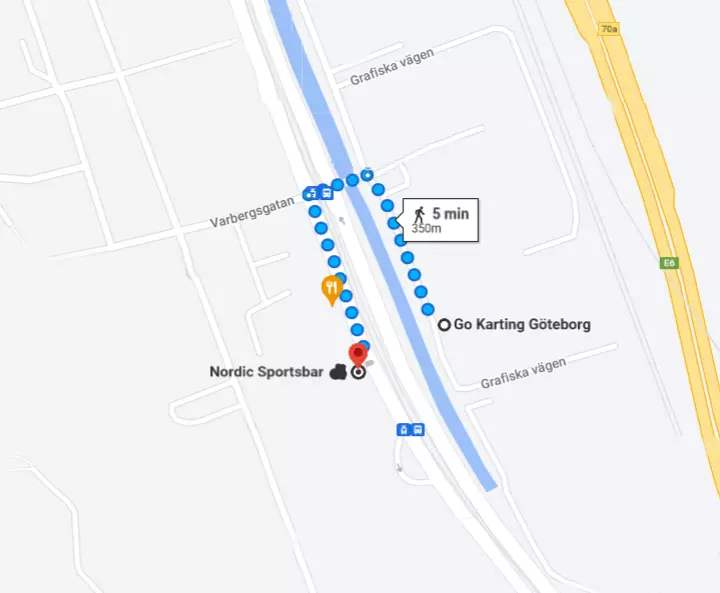 70a
Grafiska vägen
Varbergsgatan
5 min
350m
E6
Go Karting Göteborg
Nordic Sportsbar
Grafiska vägen